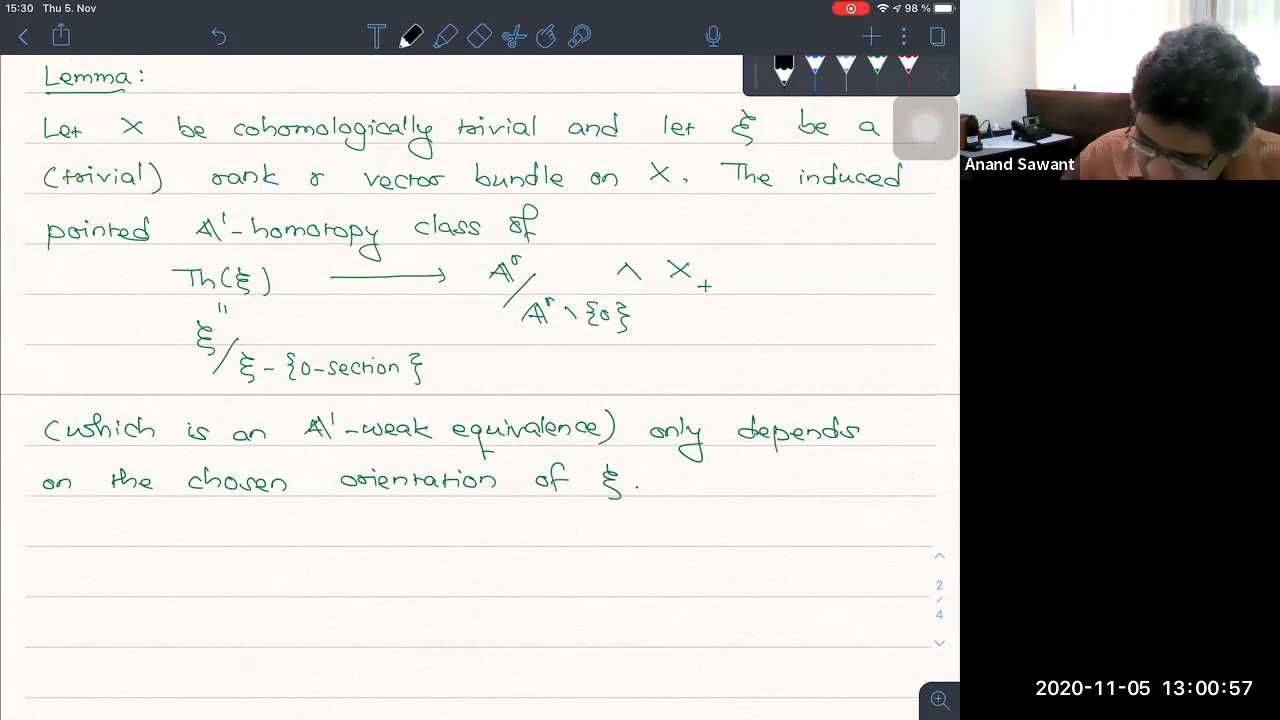 15:30 Thu 5. Nov 98 %
Lemma:
Let X be cohomologically trivial and let ξ be a
(trivial) rank r vector bundle on X. The induced
pointed 𝔸¹-homotopy class of
Th(ξ) ⟶ 𝔸ʳ / 𝔸ʳ \ {0} ∧ X₊
"
ξ / ξ - {0-section}
(which is an 𝔸¹-weak equivalence) only depends
on the chosen orientation of ξ.
2 / 4
Anand Sawant
2020-11-05 13:00:57